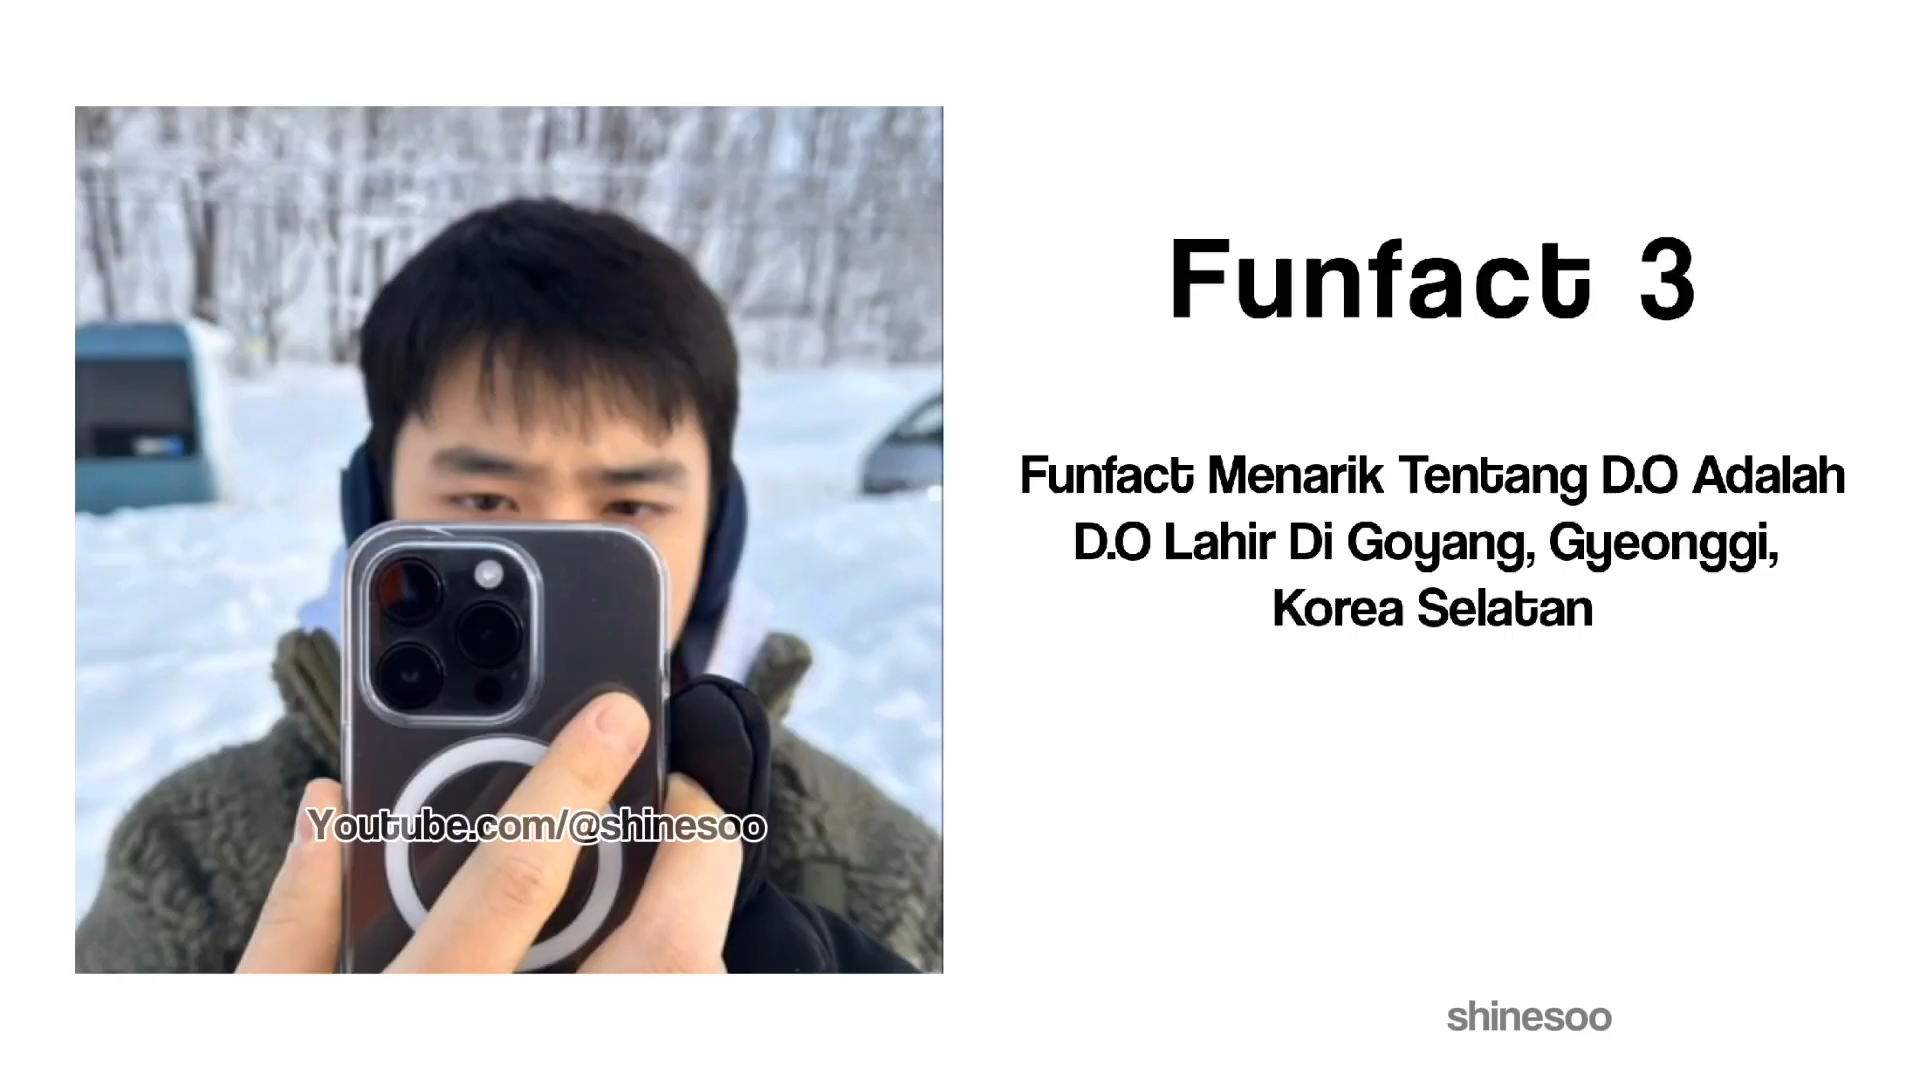 Funfact 3
Funfact Menarik Tentang D.O Adalah
D.O Lahir Di Goyang, Gyeonggi,
Korea Selatan
Youtube.com/@shinesoo
shinesoo